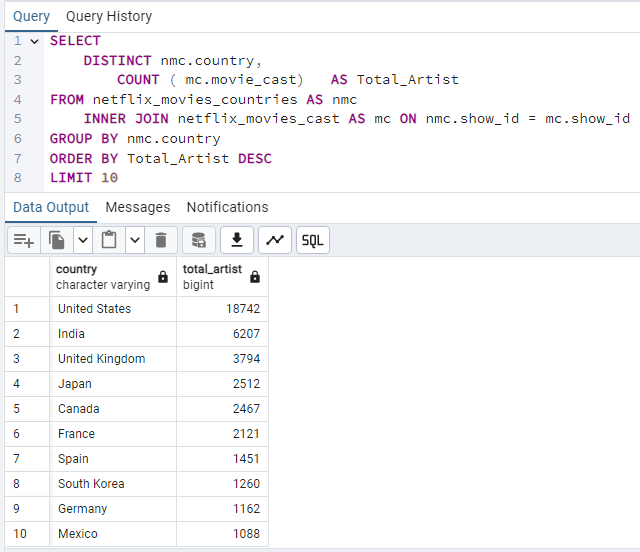 Query Query History
1 SELECT
2 DISTINCT nmc.country,
3 COUNT ( mc.movie_cast) AS Total_Artist
4 FROM netflix_movies_countries AS nmc
5 INNER JOIN netflix_movies_cast AS mc ON nmc.show_id = mc.show_id
6 GROUP BY nmc.country
7 ORDER BY Total_Artist DESC
8 LIMIT 10
Data Output Messages Notifications
SQL
country total_artist
character varying bigint
1 United States 18742
2 India 6207
3 United Kingdom 3794
4 Japan 2512
5 Canada 2467
6 France 2121
7 Spain 1451
8 South Korea 1260
9 Germany 1162
10 Mexico 1088